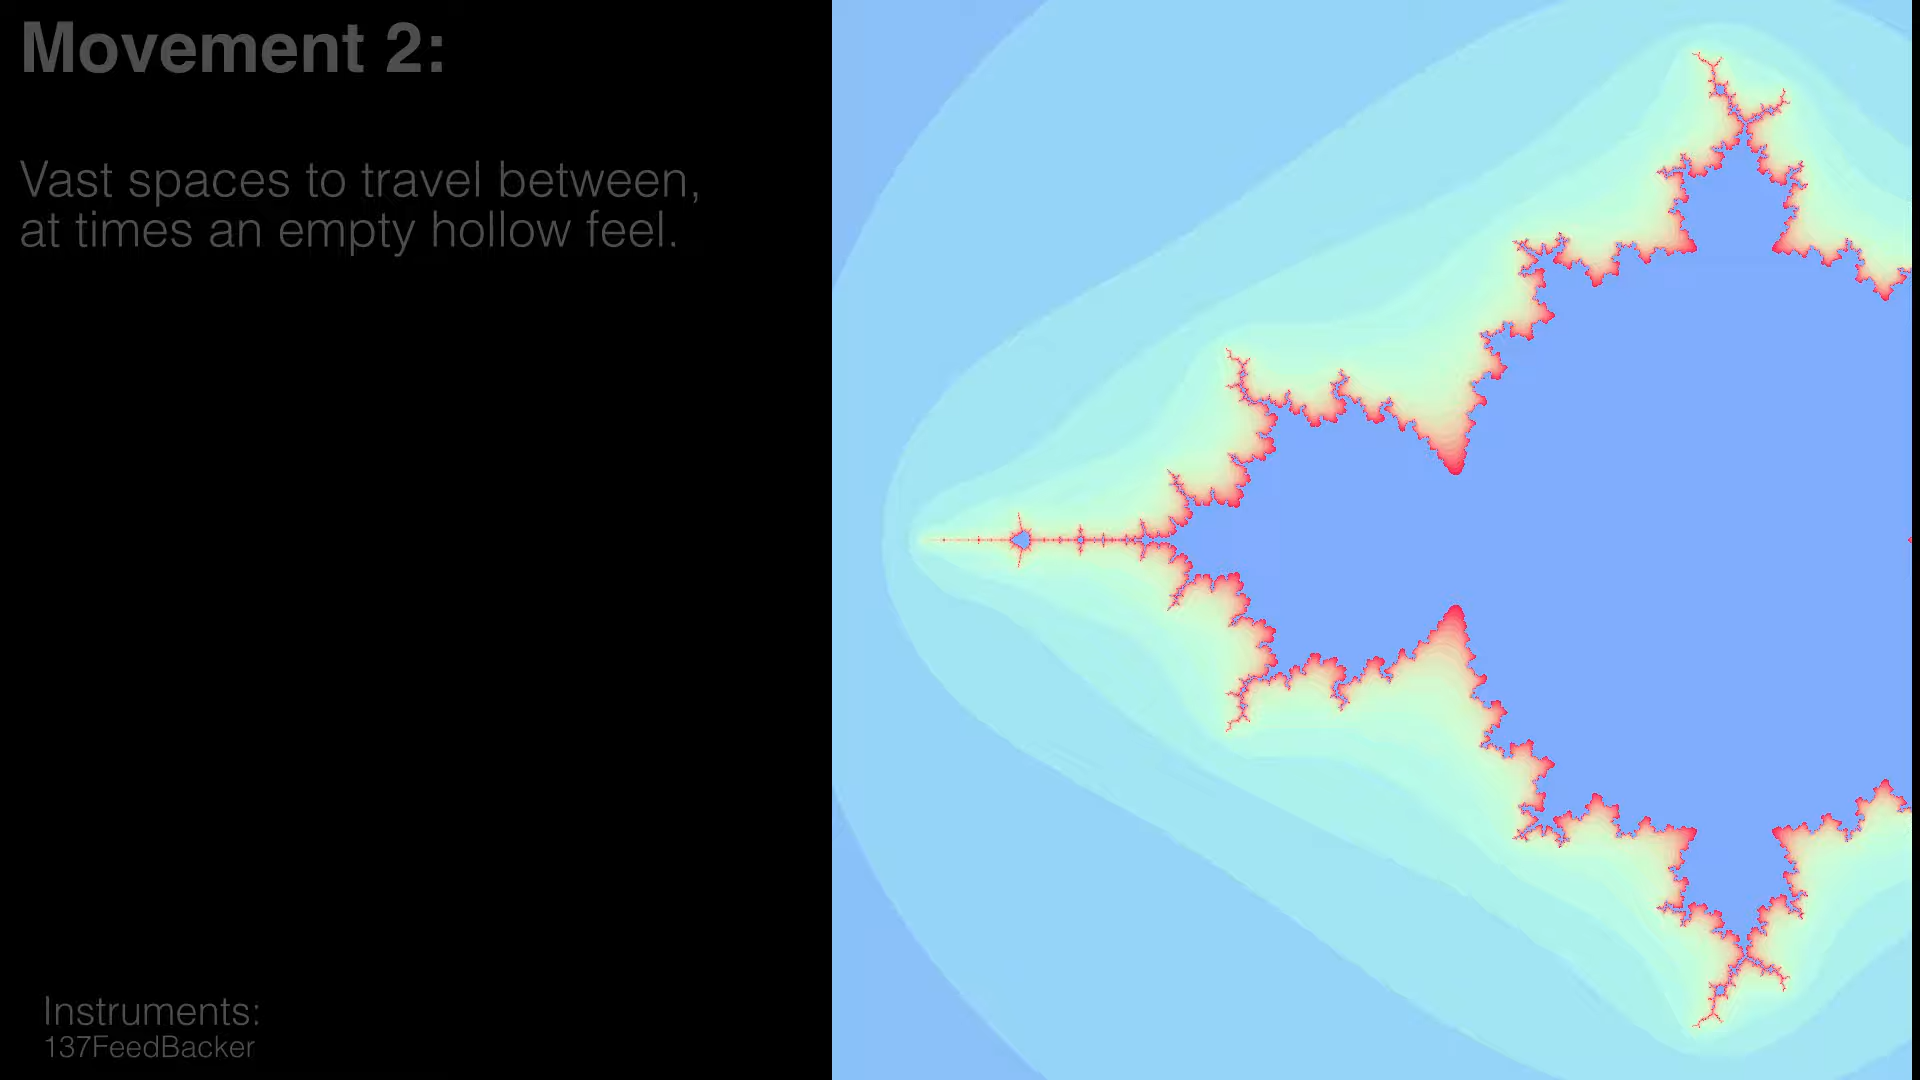 Movement 2:
Vast spaces to travel between,
at times an empty hollow feel.
Instruments:
137FeedBacker